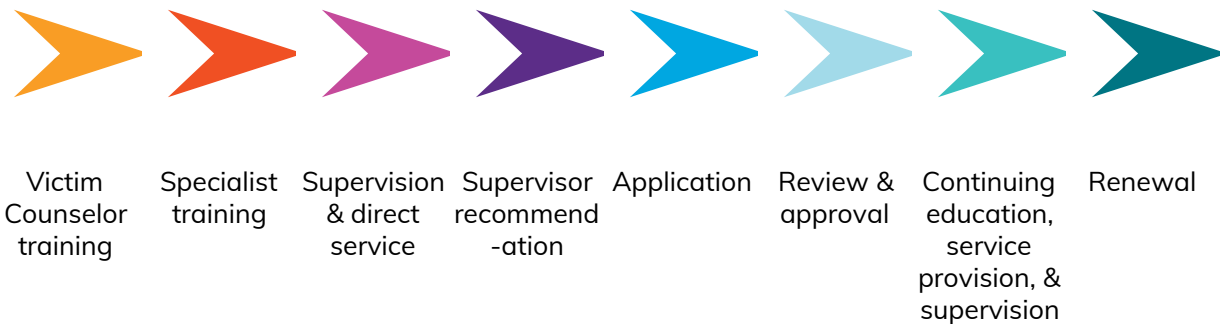 Victim
Counselor
training
Specialist
training
Supervision
& direct
service
Supervisor
recommend
-ation
Application
Review &
approval
Continuing
education,
service
provision, &
supervision
Renewal